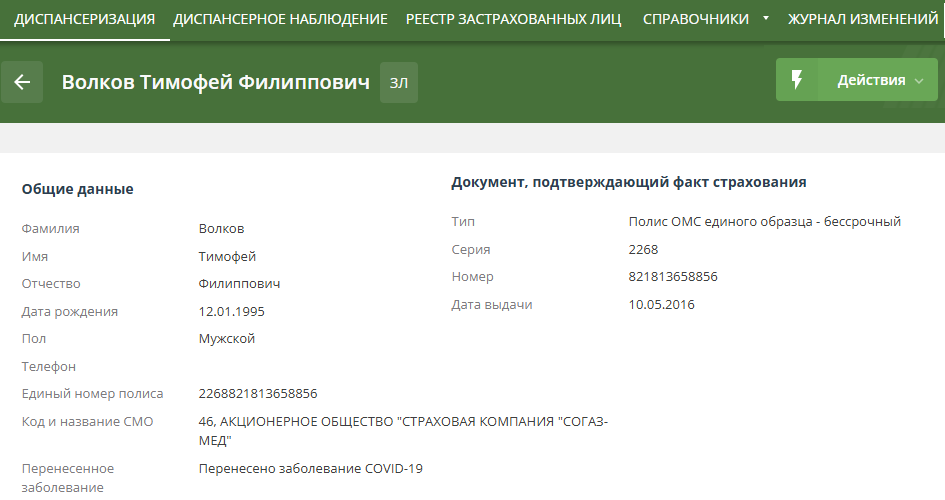 ДИСПАНСЕРИЗАЦИЯ ДИСПАНСЕРНОЕ НАБЛЮДЕНИЕ РЕЕСТР ЗАСТРАХОВАННЫХ ЛИЦ СПРАВОЧНИКИ ЖУРНАЛ ИЗМЕНЕНИЙ
Волков Тимофей Филиппович ЗЛ Действия
Общие данные
Фамилия Волков
Имя Тимофей
Отчество Филиппович
Дата рождения 12.01.1995
Пол Мужской
Телефон
Единый номер полиса 2268821813658856
Код и название СМО 46, АКЦИОНЕРНОЕ ОБЩЕСТВО "СТРАХОВАЯ КОМПАНИЯ "СОГАЗ-
МЕД"
Перенесенное Перенесено заболевание COVID-19
заболевание
Документ, подтверждающий факт страхования
Тип Полис ОМС единого образца - бессрочный
Серия 2268
Номер 821813658856
Дата выдачи 10.05.2016